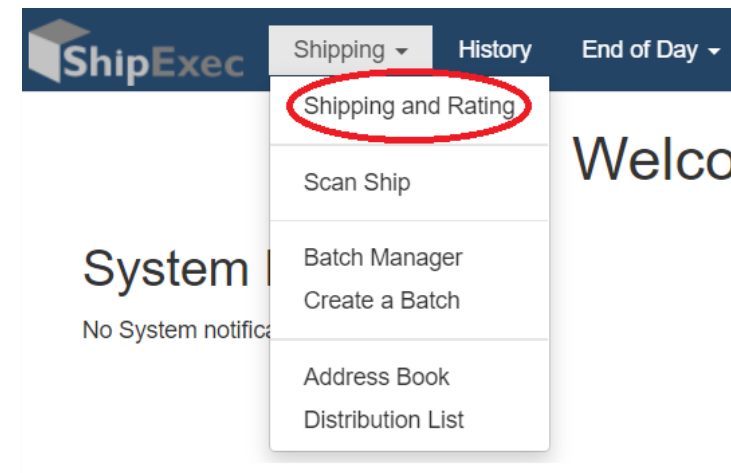 ShipExec
Shipping
History
End of Day
Shipping and Rating
Scan Ship
Batch Manager
Create a Batch
Address Book
Distribution List
Welco
System
No System notifica